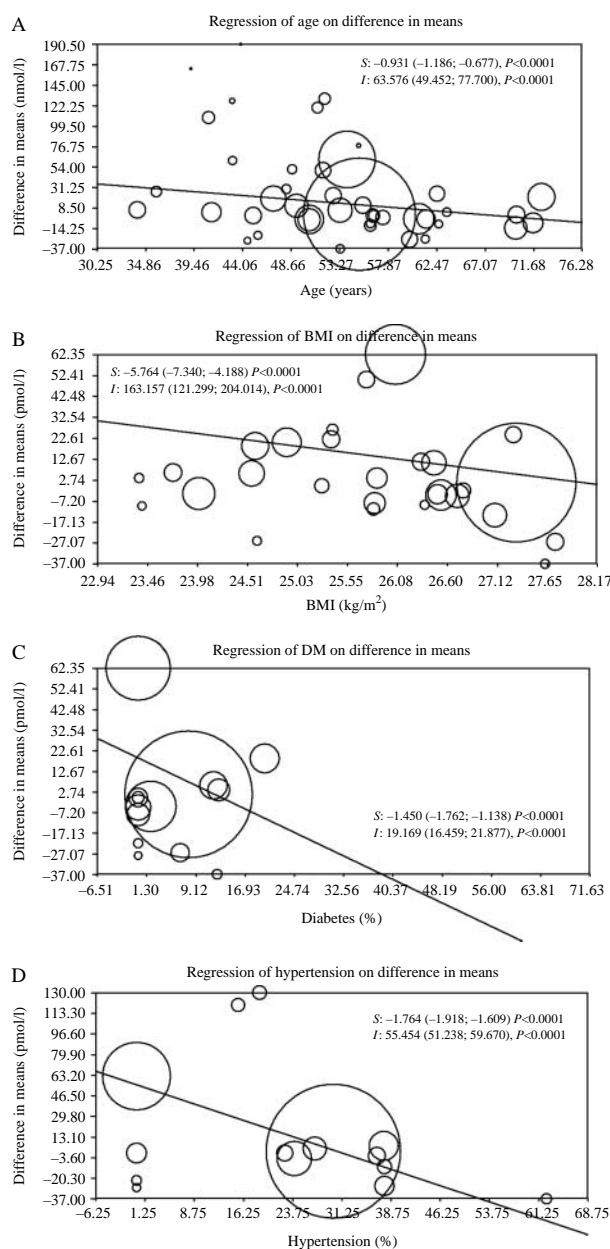 A
Regression of age on difference in means
Difference in means (nmol/l)
190.50
167.75
145.00
122.25
99.50
76.75
54.00
31.25
8.50
–14.25
–37.00
S: –0.931 (–1.186; –0.677), P<0.0001
I: 63.576 (49.452; 77.700), P<0.0001
30.25 34.86 39.46 44.06 48.66 53.27 57.87 62.47 67.07 71.68 76.28
Age (years)
B
Regression of BMI on difference in means
Difference in means (pmol/l)
62.35
52.41
42.48
32.54
22.61
12.67
2.74
–7.20
–17.13
–27.07
–37.00
S: –5.764 (–7.340; –4.188) P<0.0001
I: 163.157 (121.299; 204.014), P<0.0001
22.94 23.46 23.98 24.51 25.03 25.55 26.08 26.60 27.12 27.65 28.17
BMI (kg/m²)
C
Regression of DM on difference in means
Difference in means (pmol/l)
62.35
52.41
42.48
32.54
22.61
12.67
2.74
–7.20
–17.13
–27.07
–37.00
S: –1.450 (–1.762; –1.138) P<0.0001
I: 19.169 (16.459; 21.877), P<0.0001
–6.51 1.30 9.12 16.93 24.74 32.56 40.37 48.19 56.00 63.81 71.63
Diabetes (%)
D
Regression of hypertension on difference in means
Difference in means (pmol/l)
130.00
113.30
96.60
79.90
63.20
46.50
29.80
13.10
–3.60
–20.30
–37.00
S: –1.764 (–1.918; –1.609) P<0.0001
I: 55.454 (51.238; 59.670), P<0.0001
–6.25 1.25 8.75 16.25 23.75 31.25 38.75 46.25 53.75 61.25 68.75
Hypertension (%)